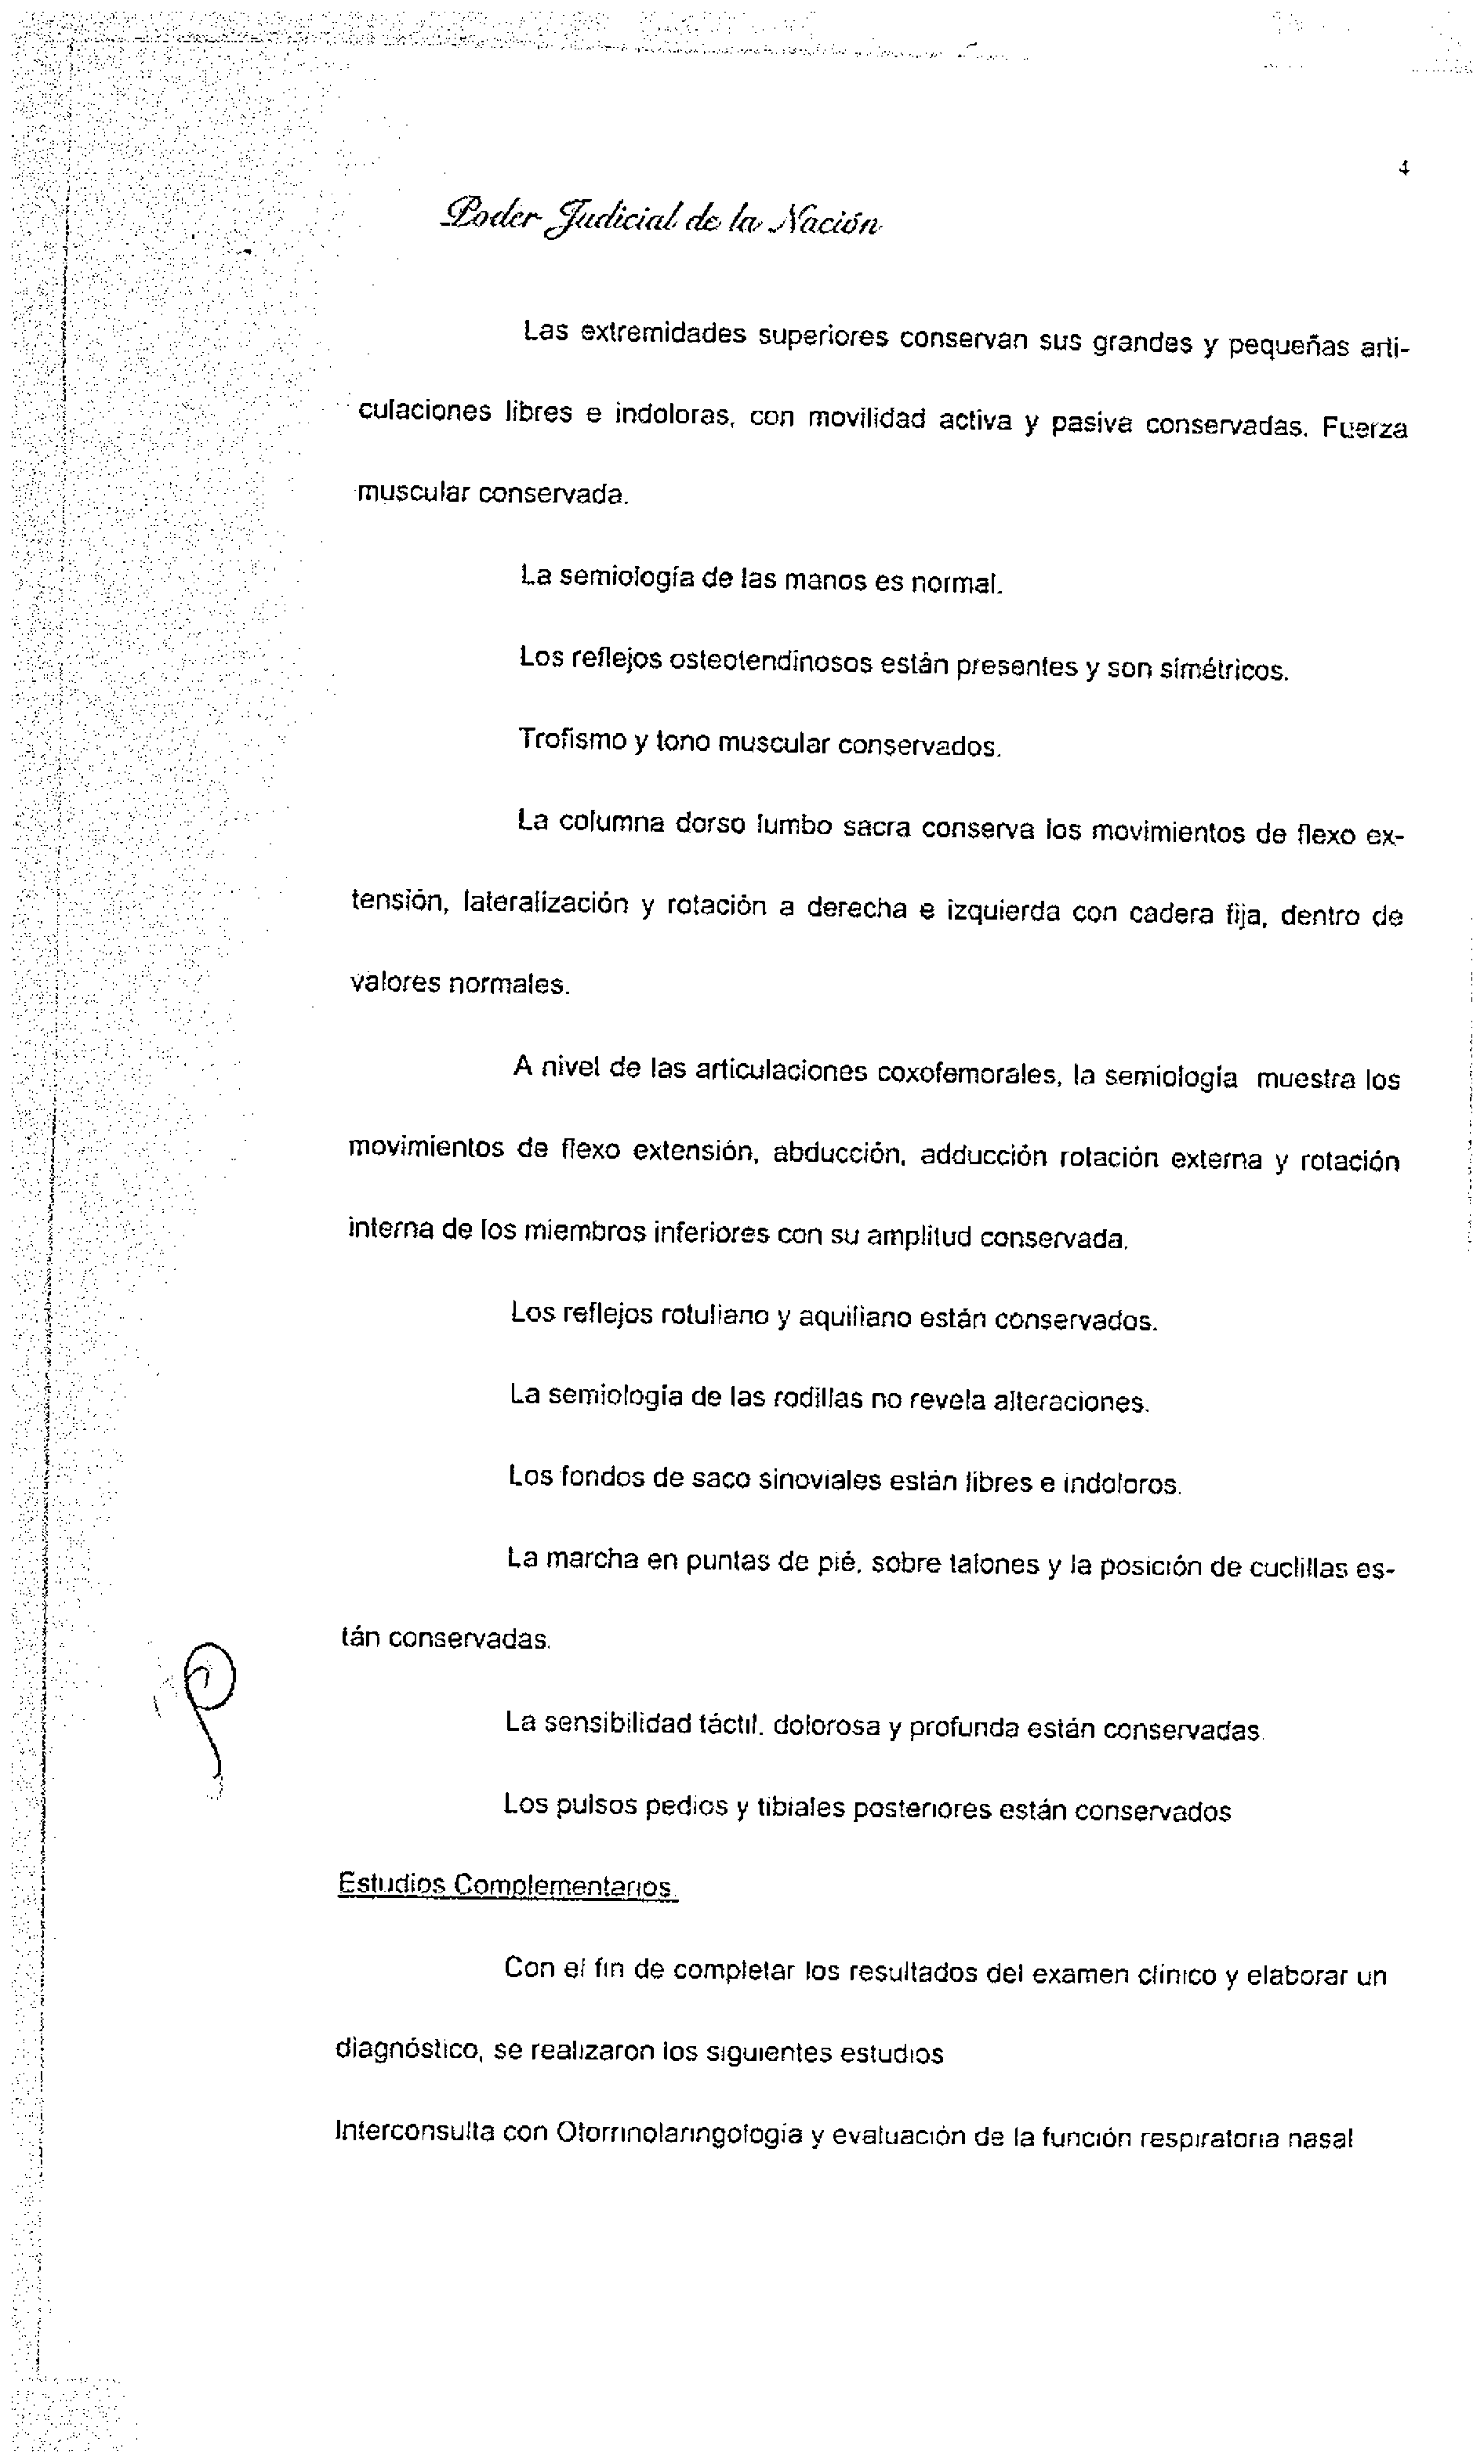 4
Poder Judicial de la Nación
Las extremidades superiores conservan sus grandes y pequeñas arti-
culaciones libres e indoloras, con movilidad activa y pasiva conservadas. Fuerza
muscular conservada.
La semiología de las manos es normal.
Los reflejos osteotendinosos están presentes y son simétricos.
Trofismo y tono muscular conservados.
La columna dorso lumbo sacra conserva los movimientos de flexo ex-
tensión, lateralización y rotación a derecha e izquierda con cadera fija, dentro de
valores normales.
A nivel de las articulaciones coxofemorales, la semiología muestra los
movimientos de flexo extensión, abducción, adducción rotación externa y rotación
interna de los miembros inferiores con su amplitud conservada.
Los reflejos rotuliano y aquiliano están conservados.
La semiología de las rodillas no revela alteraciones.
Los fondos de saco sinoviales están libres e indoloros.
La marcha en puntas de pié, sobre talones y la posición de cuclillas es-
tán conservadas.
La sensibilidad táctil. dolorosa y profunda están conservadas.
Los pulsos pedios y tibiales posteriores están conservados
Estudios Complementarios.
Con el fin de completar los resultados del examen clínico y elaborar un
diagnóstico, se realizaron los siguientes estudios
Interconsulta con Otorrinolaringología y evaluación de la función respiratoria nasal